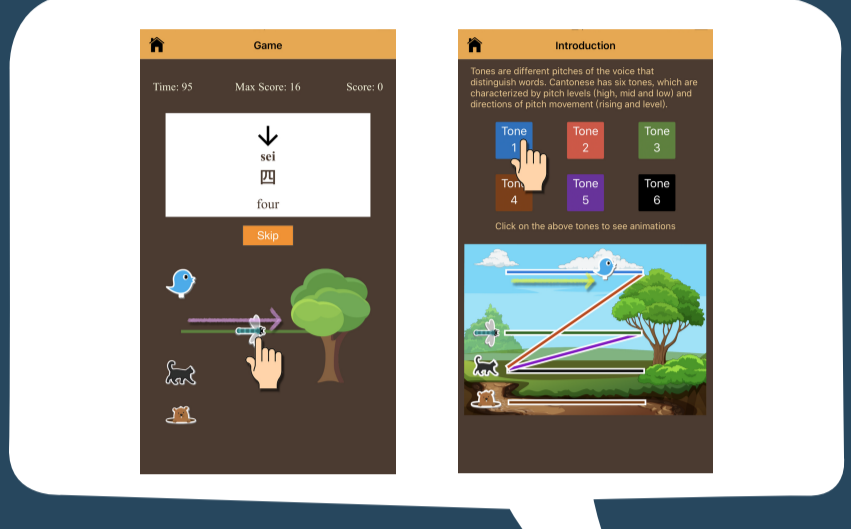 Game
Time: 95 Max Score: 16 Score: 0
sei
四
four
Skip
Introduction
Tones are different pitches of the voice that
distinguish words. Cantonese has six tones, which are
characterized by pitch levels (high, mid and low) and
directions of pitch movement (rising and level).
Tone
1
Tone
2
Tone
3
Tone
4
Tone
5
Tone
6
Click on the above tones to see animations